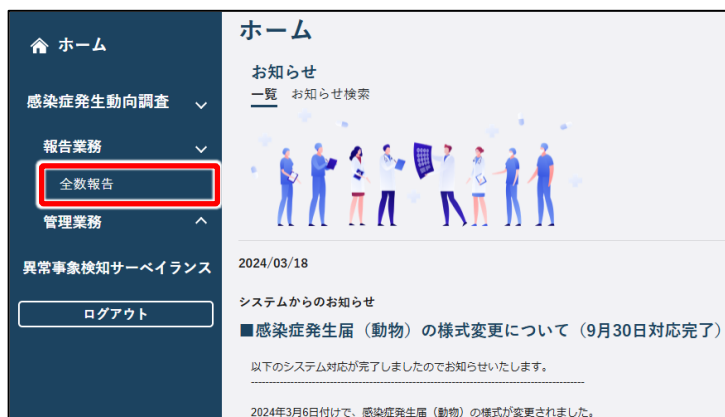 ホーム
感染症発生動向調査
報告業務
全数報告
管理業務
異常事象検知サーベイランス
ログアウト
ホーム
お知らせ
一覧 お知らせ検索
2024/03/18
システムからのお知らせ
■感染症発生届（動物）の様式変更について（9月30日対応完了）
以下のシステム対応が完了しましたのでお知らせいたします。
--------------------------------------------------------------------------------
2024年3月6日付けで、感染症発生届（動物）の様式が変更されました。